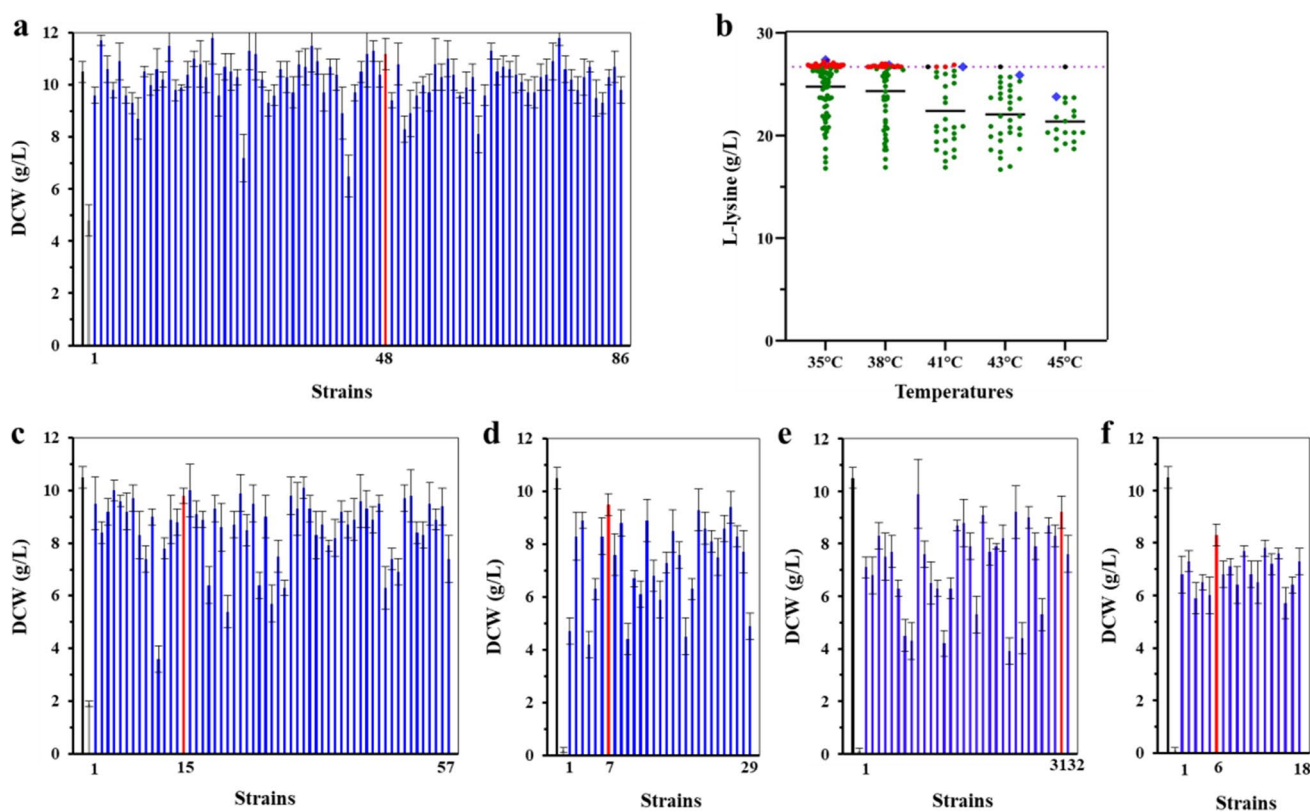 a
DCW (g/L)
12
10
8
6
4
2
0
1
48
86
Strains
b
L-lysine (g/L)
30
20
10
0
35°C
38°C
41°C
43°C
45°C
Temperatures
c
DCW (g/L)
12
10
8
6
4
2
0
1
15
57
Strains
d
DCW (g/L)
12
10
8
6
4
2
0
1
7
29
Strains
e
DCW (g/L)
12
10
8
6
4
2
0
1
3132
Strains
f
DCW (g/L)
12
10
8
6
4
2
0
1
6
18
Strains